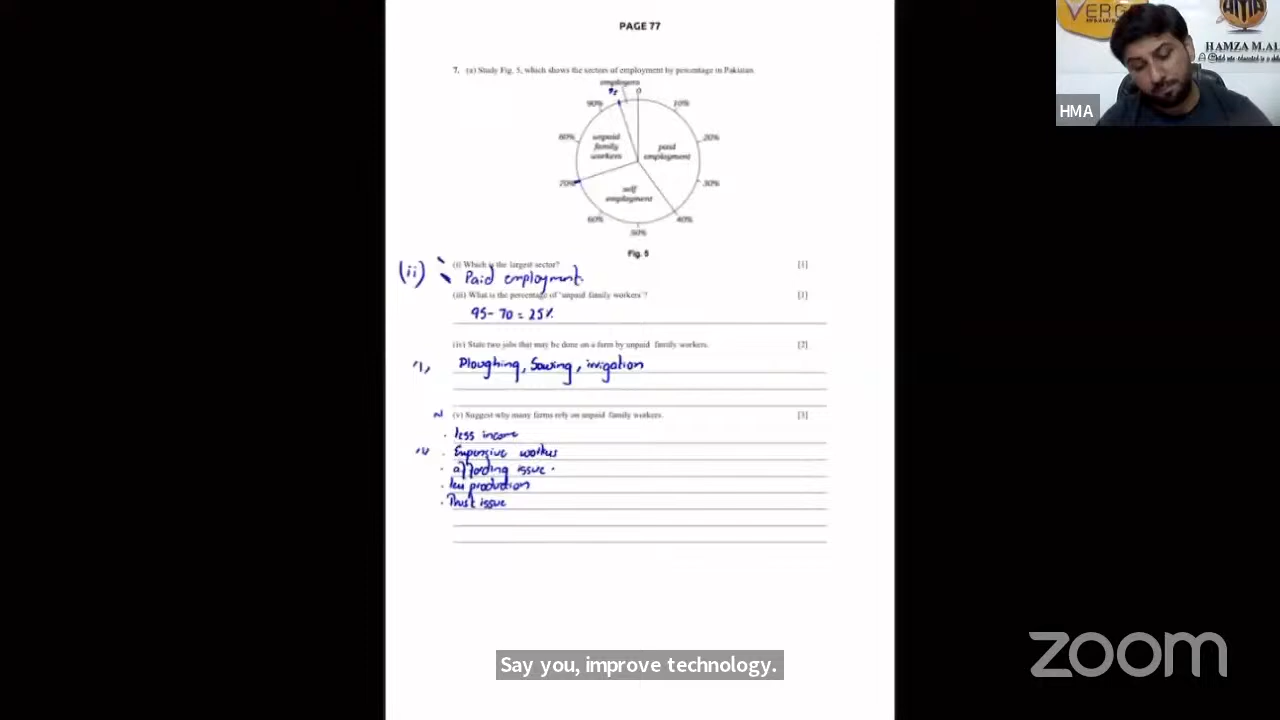 PAGE 77
VERG
HAMZA M.AL
HMA
7. (a) Study Fig. 5, which shows the sectors of employment by percentage in Pakistan.
employers
95
0
90%
10%
80%
unpaid
family
workers
paid
employment
20%
70%
30%
self
employment
60%
40%
50%
Fig. 5
(ii)
(i) Which is the largest sector? [1]
Paid employment.
(iii) What is the percentage of 'unpaid family workers'? [1]
95 - 70 = 25%
(iv) State two jobs that may be done on a farm by unpaid family workers. [2]
Ploughing, Sowing, irrigation
(v) Suggest why many farms rely on unpaid family workers. [3]
· less income
· Expensive workers
· affording issue ·
· less production
· Trust issue
Say you, improve technology.
zoom